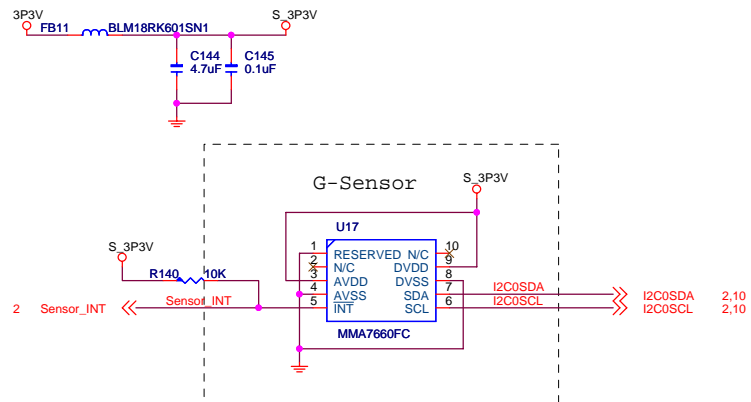 3P3V
S_3P3V
FB11 BLM18RK601SN1
C144 C145
4.7uF 0.1uF
G-Sensor
S_3P3V
U17
S_3P3V
1 RESERVED N/C 10
2 N/C DVDD 9
R140 10K
3 AVDD DVSS 8
4 AVSS SDA 7 I2C0SDA I2C0SDA 2,10
2 Sensor_INT Sensor_INT 5 INT SCL 6 I2C0SCL I2C0SCL 2,10
MMA7660FC